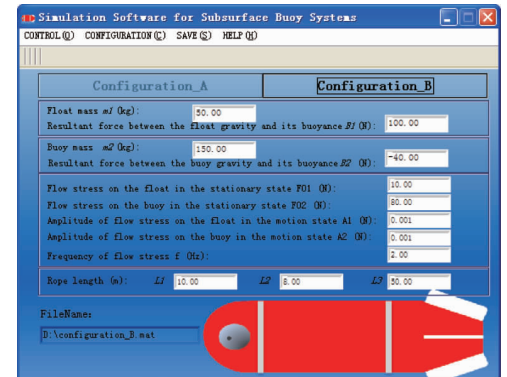 Simulation Software for Subsurface Buoy Systems
CONTROL(Q) CONFIGURATION(C) SAVE(S) HELP(H)
Configuration_A Configuration_B
Float mass m1 (kg): 50.00
Resultant force between the float gravity and its buoyance B1 (N): 100.00
Buoy mass m2 (kg): 150.00
Resultant force between the buoy gravity and its buoyance B2 (N): -40.00
Flow stress on the float in the stationary state F01 (N): 10.00
Flow stress on the buoy in the stationary state F02 (N): 80.00
Amplitude of flow stress on the float in the motion state A1 (N): 0.001
Amplitude of flow stress on the buoy in the motion state A2 (N): 0.001
Frequency of flow stress f (Hz): 2.00
Rope length (m): L1 10.00 L2 8.00 L3 50.00
FileName:
D:\configuration_B.mat